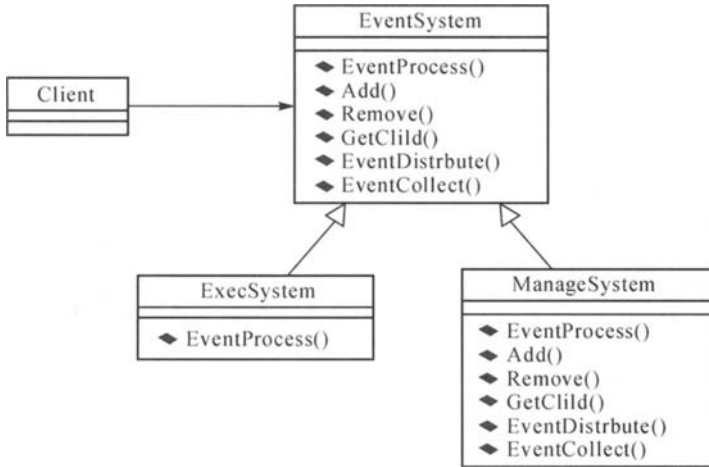 EventSystem
EventProcess()
Add()
Remove()
GetClild()
EventDistrbute()
EventCollect()
Client
ExecSystem
EventProcess()
ManageSystem
EventProcess()
Add()
Remove()
GetClild()
EventDistrbute()
EventCollect()